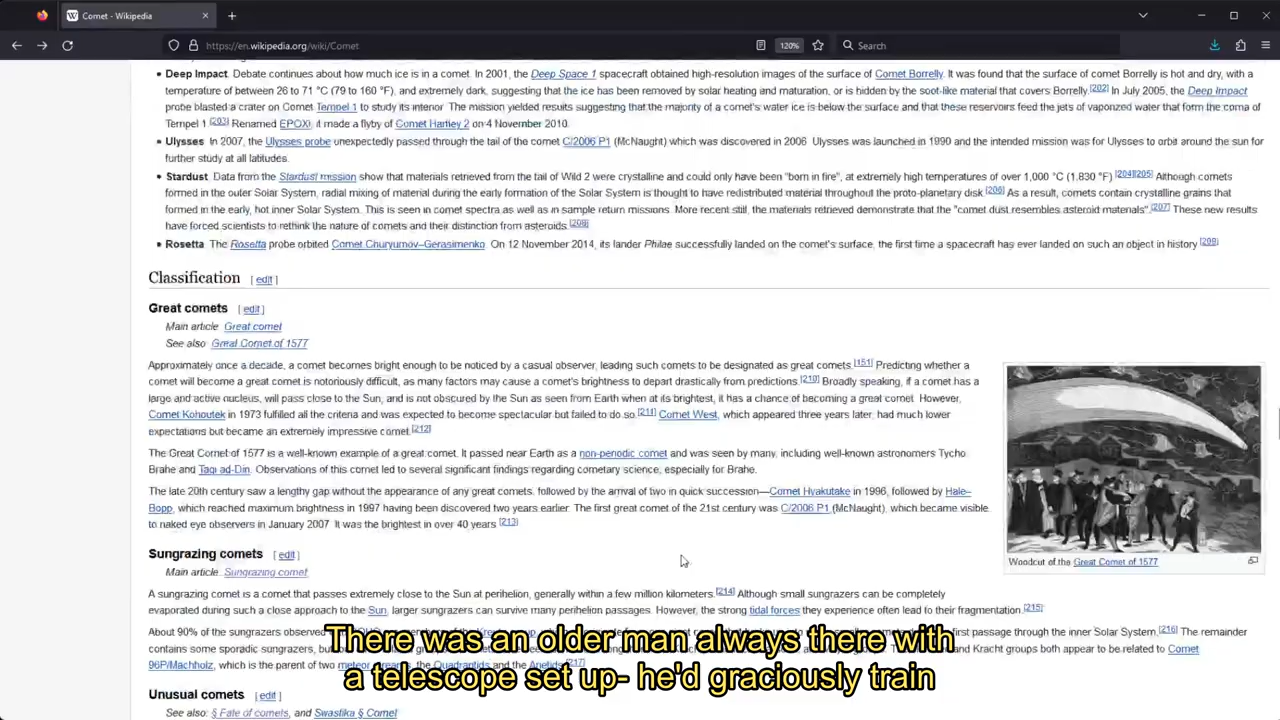 Comet - Wikipedia
https://en.wikipedia.org/wiki/Comet
120%
Search
Deep Impact. Debate continues about how much ice is in a comet. In 2001, the Deep Space 1 spacecraft obtained high-resolution images of the surface of Comet Borrelly. It was found that the surface of comet Borrelly is hot and dry, with a
temperature of between 26 to 71 °C (79 to 160 °F), and extremely dark, suggesting that the ice has been removed by solar heating and maturation, or is hidden by the soot-like material that covers Borrelly.[202] In July 2005, the Deep Impact
probe blasted a crater on Comet Tempel 1 to study its interior. The mission yielded results suggesting that the majority of a comet's water ice is below the surface and that these reservoirs feed the jets of vaporized water that form the coma of
Tempel 1.[203] Renamed EPOXI, it made a flyby of Comet Hartley 2 on 4 November 2010.
Ulysses. In 2007, the Ulysses probe unexpectedly passed through the tail of the comet C/2006 P1 (McNaught) which was discovered in 2006. Ulysses was launched in 1990 and the intended mission was for Ulysses to orbit around the sun for
further study at all latitudes.
Stardust. Data from the Stardust mission show that materials retrieved from the tail of Wild 2 were crystalline and could only have been "born in fire", at extremely high temperatures of over 1,000 °C (1,830 °F).[204][205] Although comets
formed in the outer Solar System, radial mixing of material during the early formation of the Solar System is thought to have redistributed material throughout the proto-planetary disk.[206] As a result, comets contain crystalline grains that
formed in the early, hot inner Solar System. This is seen in comet spectra as well as in sample return missions. More recent still, the materials retrieved demonstrate that the "comet dust resembles asteroid materials".[207] These new results
have forced scientists to rethink the nature of comets and their distinction from asteroids.[208]
Rosetta. The Rosetta probe orbited Comet Churyumov–Gerasimenko. On 12 November 2014, its lander Philae successfully landed on the comet's surface, the first time a spacecraft has ever landed on such an object in history.[209]
Classification [ edit ]
Great comets [ edit ]
Main article: Great comet
See also: Great Comet of 1577
Approximately once a decade, a comet becomes bright enough to be noticed by a casual observer, leading such comets to be designated as great comets.[151] Predicting whether a
comet will become a great comet is notoriously difficult, as many factors may cause a comet's brightness to depart drastically from predictions.[210] Broadly speaking, if a comet has a
large and active nucleus, will pass close to the Sun, and is not obscured by the Sun as seen from Earth when at its brightest, it has a chance of becoming a great comet. However,
Comet Kohoutek in 1973 fulfilled all the criteria and was expected to become spectacular but failed to do so.[211] Comet West, which appeared three years later, had much lower
expectations but became an extremely impressive comet.[212]
The Great Comet of 1577 is a well-known example of a great comet. It passed near Earth as a non-periodic comet and was seen by many, including well-known astronomers Tycho
Brahe and Taqi ad-Din. Observations of this comet led to several significant findings regarding cometary science, especially for Brahe.
The late 20th century saw a lengthy gap without the appearance of any great comets, followed by the arrival of two in quick succession—Comet Hyakutake in 1996, followed by Hale–
Bopp, which reached maximum brightness in 1997 having been discovered two years earlier. The first great comet of the 21st century was C/2006 P1 (McNaught), which became visible
to naked eye observers in January 2007. It was the brightest in over 40 years.[213]
Woodcut of the Great Comet of 1577
Sungrazing comets [ edit ]
Main article: Sungrazing comet
A sungrazing comet is a comet that passes extremely close to the Sun at perihelion, generally within a few million kilometers.[214] Although small sungrazers can be completely
evaporated during such a close approach to the Sun, larger sungrazers can survive many perihelion passages. However, the strong tidal forces they experience often lead to their fragmentation.[215]
About 90% of the sungrazers observed first passage through the inner Solar System.[216] The remainder
contains some sporadic sungrazers, and Kracht groups both appear to be related to Comet
96P/Machholz, which is the parent of two meteor streams, the Quadrantids and the Arietids.[217]
There was an older man always there with
a telescope set up- he'd graciously train
Unusual comets [ edit ]
See also: § Fate of comets, and Swastika § Comet